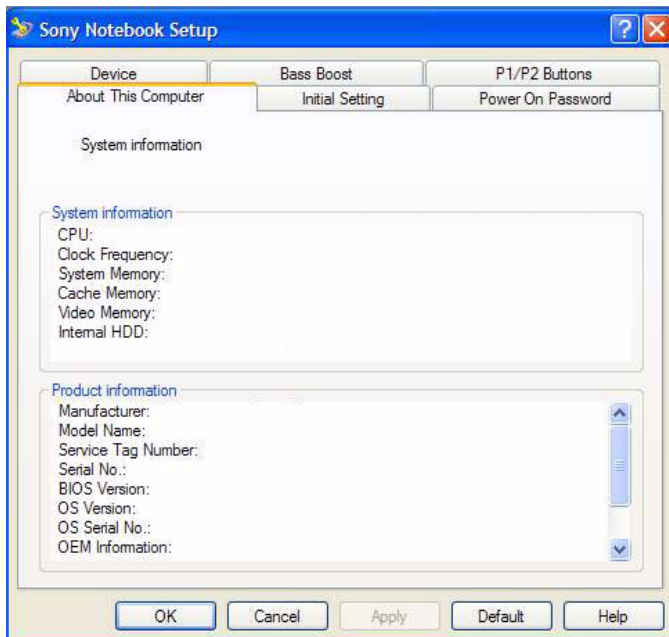 Sony Notebook Setup
Device Bass Boost P1/P2 Buttons
About This Computer Initial Setting Power On Password
System information
System information
CPU:
Clock Frequency:
System Memory:
Cache Memory:
Video Memory:
Internal HDD:
Product information
Manufacturer:
Model Name:
Service Tag Number:
Serial No.:
BIOS Version:
OS Version:
OS Serial No.:
OEM Information:
OK Cancel Apply Default Help